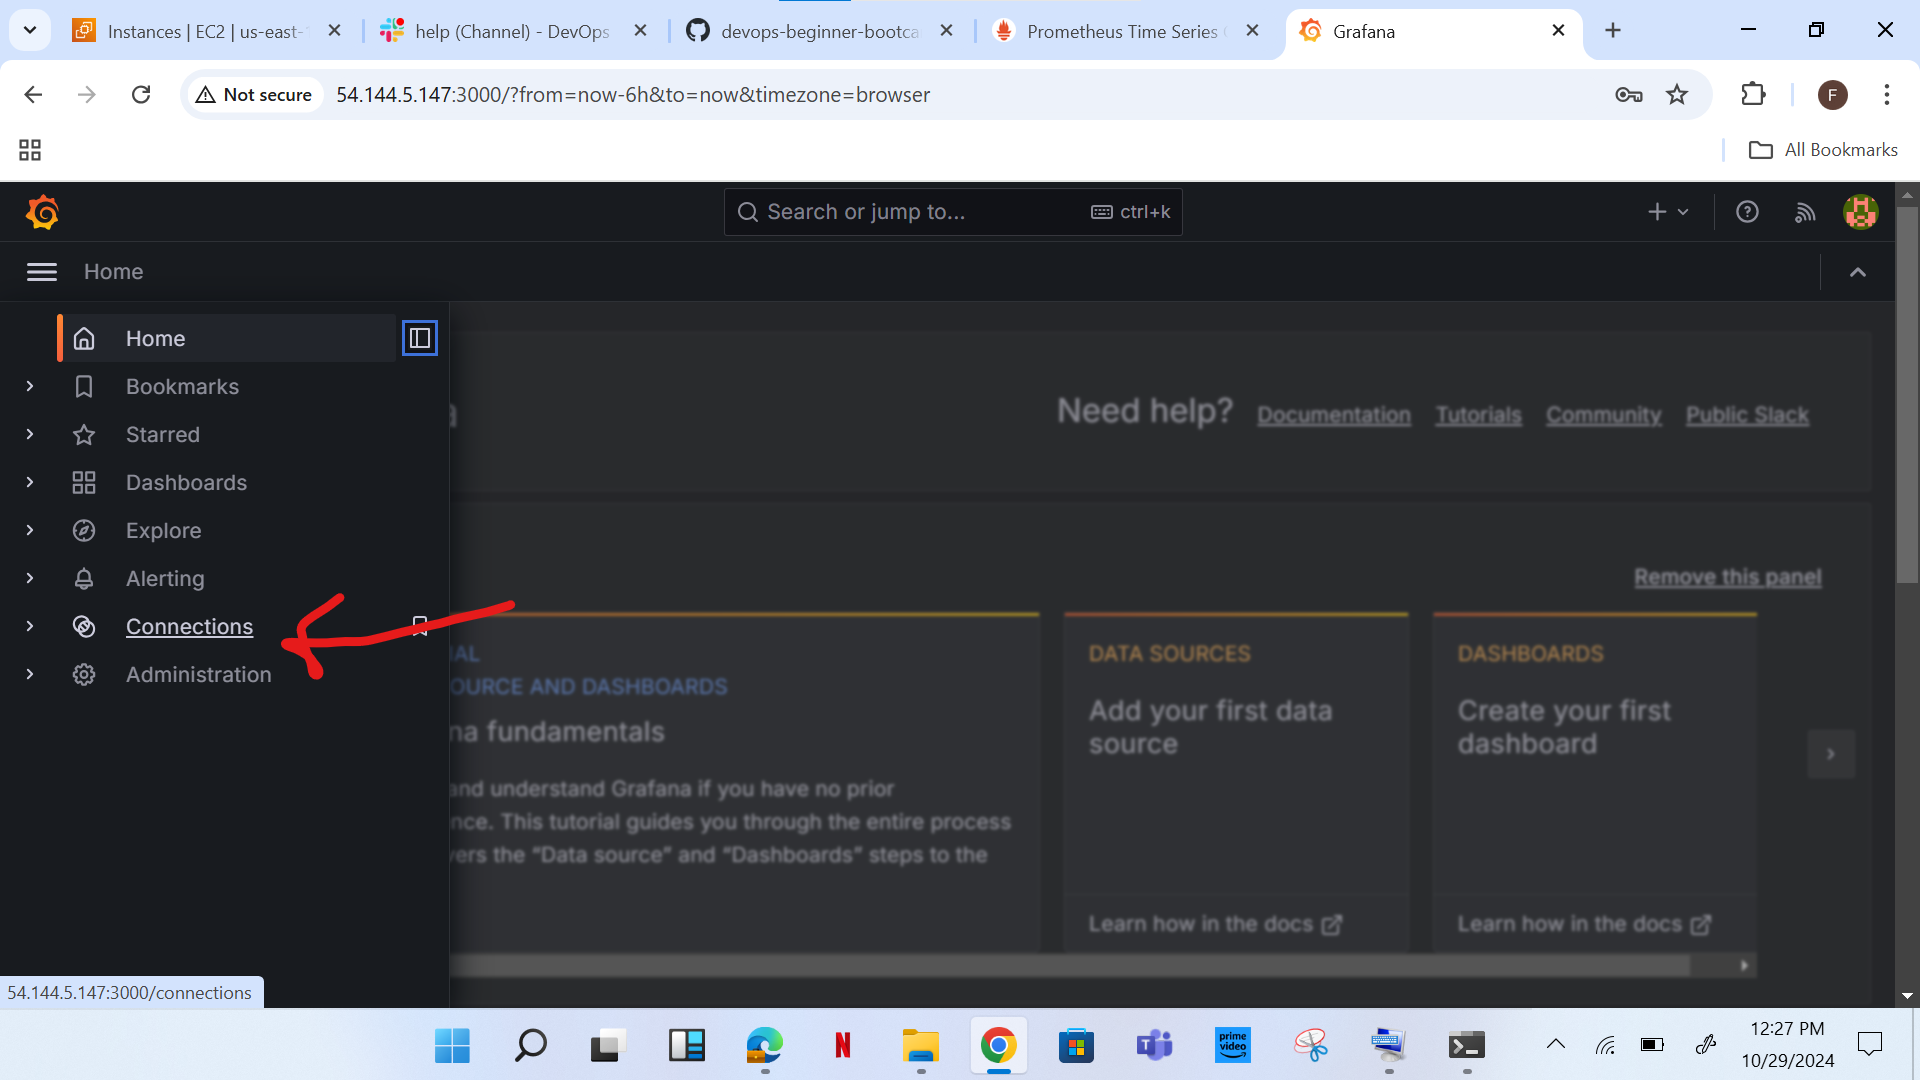 Instances | EC2 | us-east-1
help (Channel) - DevOps
devops-beginner-bootca
Prometheus Time Series
Grafana
Not secure
54.144.5.147:3000/?from=now-6h&to=now&timezone=browser
F
All Bookmarks
Search or jump to...
ctrl+k
Home
Home
Bookmarks
Starred
Dashboards
Explore
Alerting
Connections
Administration
Need help?
Documentation
Tutorials
Community
Public Slack
Remove this panel
IAL
OURCE AND DASHBOARDS
na fundamentals
and understand Grafana if you have no prior
nce. This tutorial guides you through the entire process
vers the “Data source” and “Dashboards” steps to the
DATA SOURCES
Add your first data
source
Learn how in the docs
DASHBOARDS
Create your first
dashboard
Learn how in the docs
54.144.5.147:3000/connections
N
prime
video
12:27 PM
10/29/2024